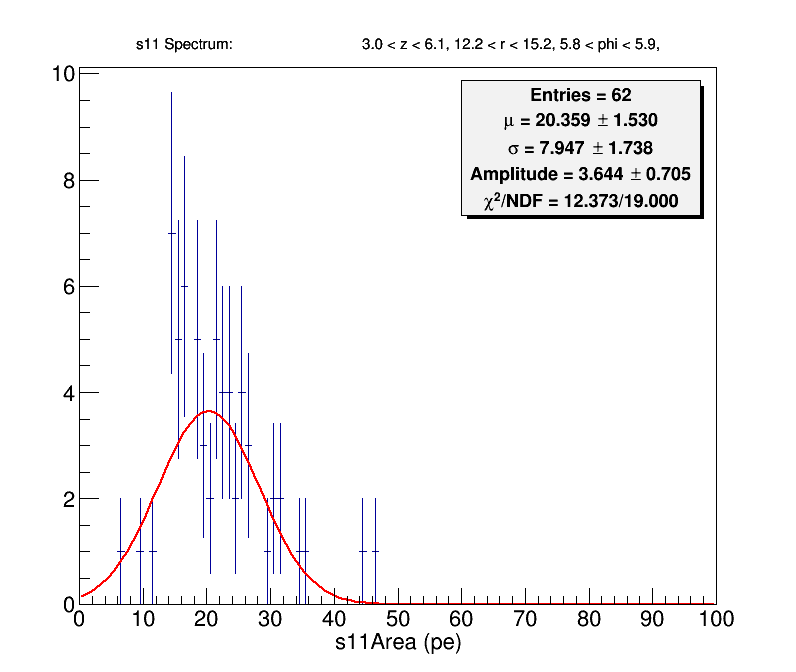 s11 Spectrum: 3.0 < z < 6.1, 12.2 < r < 15.2, 5.8 < phi < 5.9,
Entries = 62
μ = 20.359 ± 1.530
σ = 7.947 ± 1.738
Amplitude = 3.644 ± 0.705
χ²/NDF = 12.373/19.000
10
8
6
4
2
0
0 10 20 30 40 50 60 70 80 90 100
s11Area (pe)